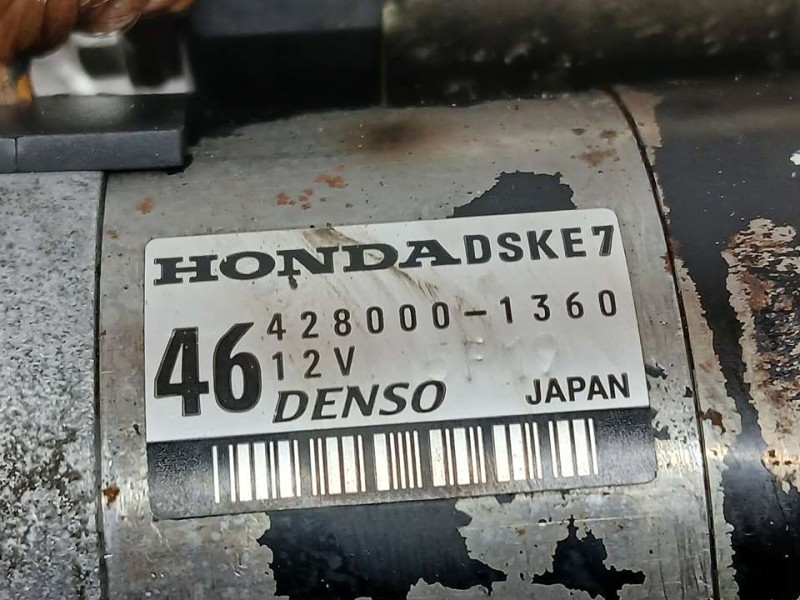 HONDA DSKE7
46 428000-1360
12V
DENSO JAPAN